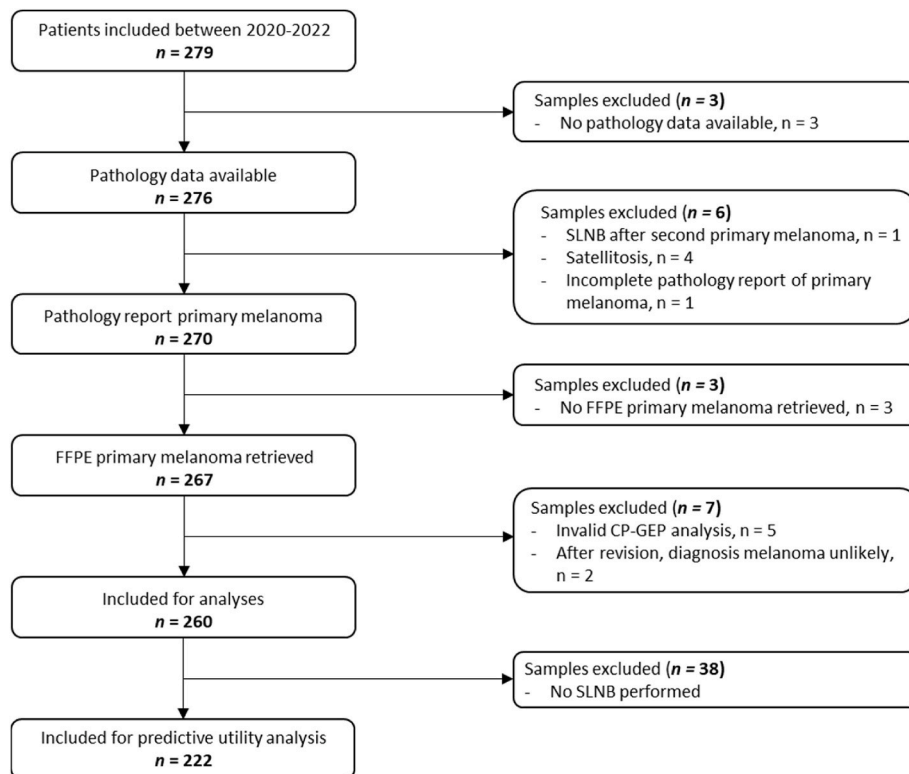 Patients included between 2020-2022
n = 279
Samples excluded (n = 3)
- No pathology data available, n = 3
Pathology data available
n = 276
Samples excluded (n = 6)
- SLNB after second primary melanoma, n = 1
- Satellitosis, n = 4
- Incomplete pathology report of primary
melanoma, n = 1
Pathology report primary melanoma
n = 270
Samples excluded (n = 3)
- No FFPE primary melanoma retrieved, n = 3
FFPE primary melanoma retrieved
n = 267
Samples excluded (n = 7)
- Invalid CP-GEP analysis, n = 5
- After revision, diagnosis melanoma unlikely,
n = 2
Included for analyses
n = 260
Samples excluded (n = 38)
- No SLNB performed
Included for predictive utility analysis
n = 222